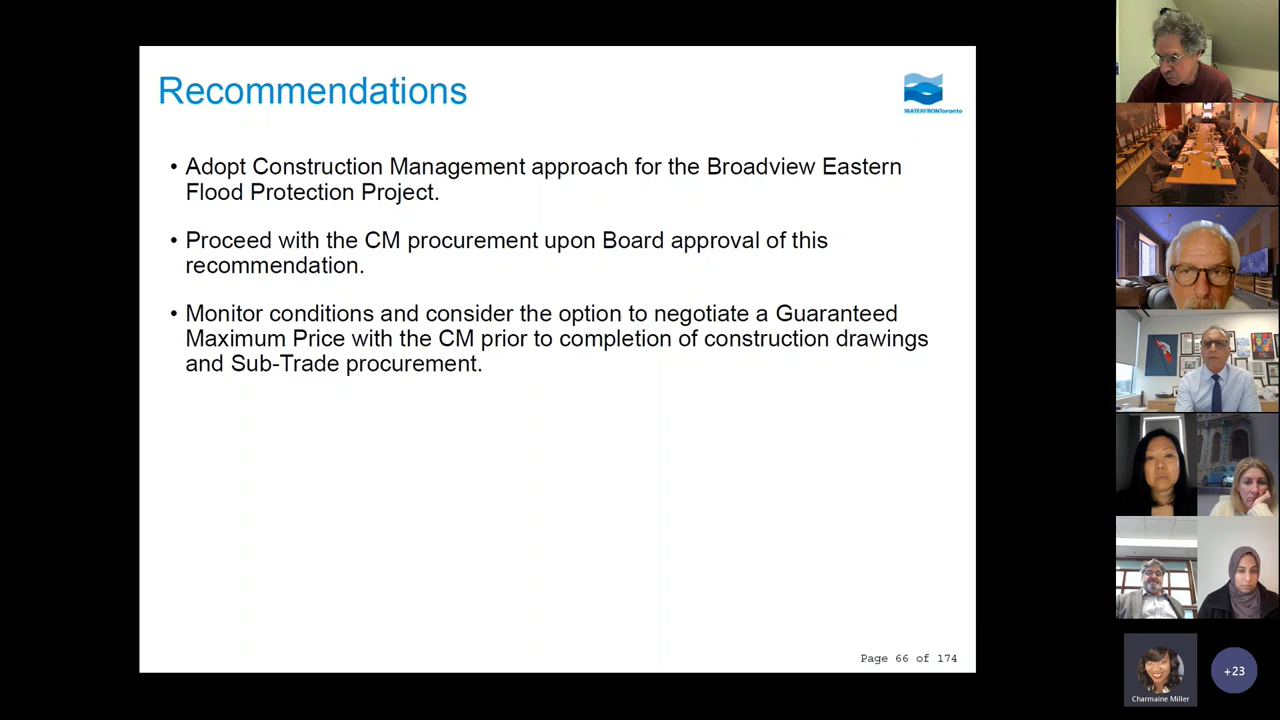 Recommendations
WATERFRONToronto
• Adopt Construction Management approach for the Broadview Eastern
Flood Protection Project.
• Proceed with the CM procurement upon Board approval of this
recommendation.
• Monitor conditions and consider the option to negotiate a Guaranteed
Maximum Price with the CM prior to completion of construction drawings
and Sub-Trade procurement.
Page 66 of 174
Charmaine Miller
+23